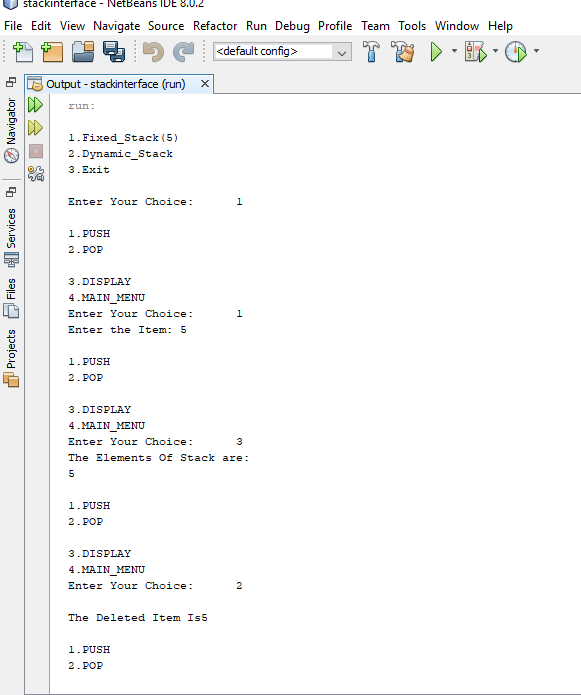 stackinterface - NetBeans IDE 8.0.2
File Edit View Navigate Source Refactor Run Debug Profile Team Tools Window Help
<default config>
Output - stackinterface (run)
Navigator
Services
Files
Projects
run:
1.Fixed_Stack(5)
2.Dynamic_Stack
3.Exit
Enter Your Choice: 1
1.PUSH
2.POP
3.DISPLAY
4.MAIN_MENU
Enter Your Choice: 1
Enter the Item: 5
1.PUSH
2.POP
3.DISPLAY
4.MAIN_MENU
Enter Your Choice: 3
The Elements Of Stack are:
5
1.PUSH
2.POP
3.DISPLAY
4.MAIN_MENU
Enter Your Choice: 2
The Deleted Item Is5
1.PUSH
2.POP